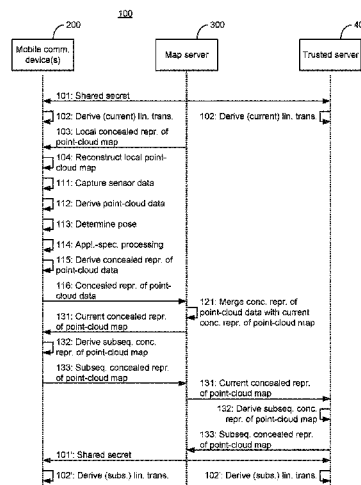 100
200
300
40
Mobile comm.
device(s)
Map server
Trusted server
101: Shared secret
102: Derive (current) lin. trans.
102: Derive (current) lin. trans.
103: Local concealed repr. of
point-cloud map
104: Reconstruct local point-
cloud map
111: Capture sensor data
112: Derive point-cloud data
113: Determine pose
114: Appl.-spec. processing
115: Derive concealed repr. of
point-cloud data
116: Concealed repr. of point-
cloud data
121: Merge conc. repr. of
point-cloud data with current
conc. repr. of point-cloud map
131: Current concealed repr.
of point-cloud map
132: Derive subseq. conc.
repr. of point-cloud map
133: Subseq. concealed repr.
of point-cloud map
131: Current concealed repr.
of point-cloud map
132: Derive subseq. conc.
repr. of point-cloud map
133: Subseq. concealed repr.
of point-cloud map
101': Shared secret
102': Derive (subs.) lin. trans.
102': Derive (subs.) lin. trans.